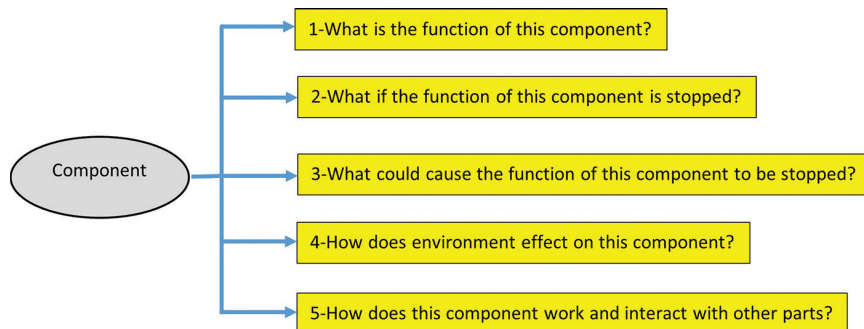 1-What is the function of this component?
2-What if the function of this component is stopped?
Component
3-What could cause the function of this component to be stopped?
4-How does environment effect on this component?
5-How does this component work and interact with other parts?